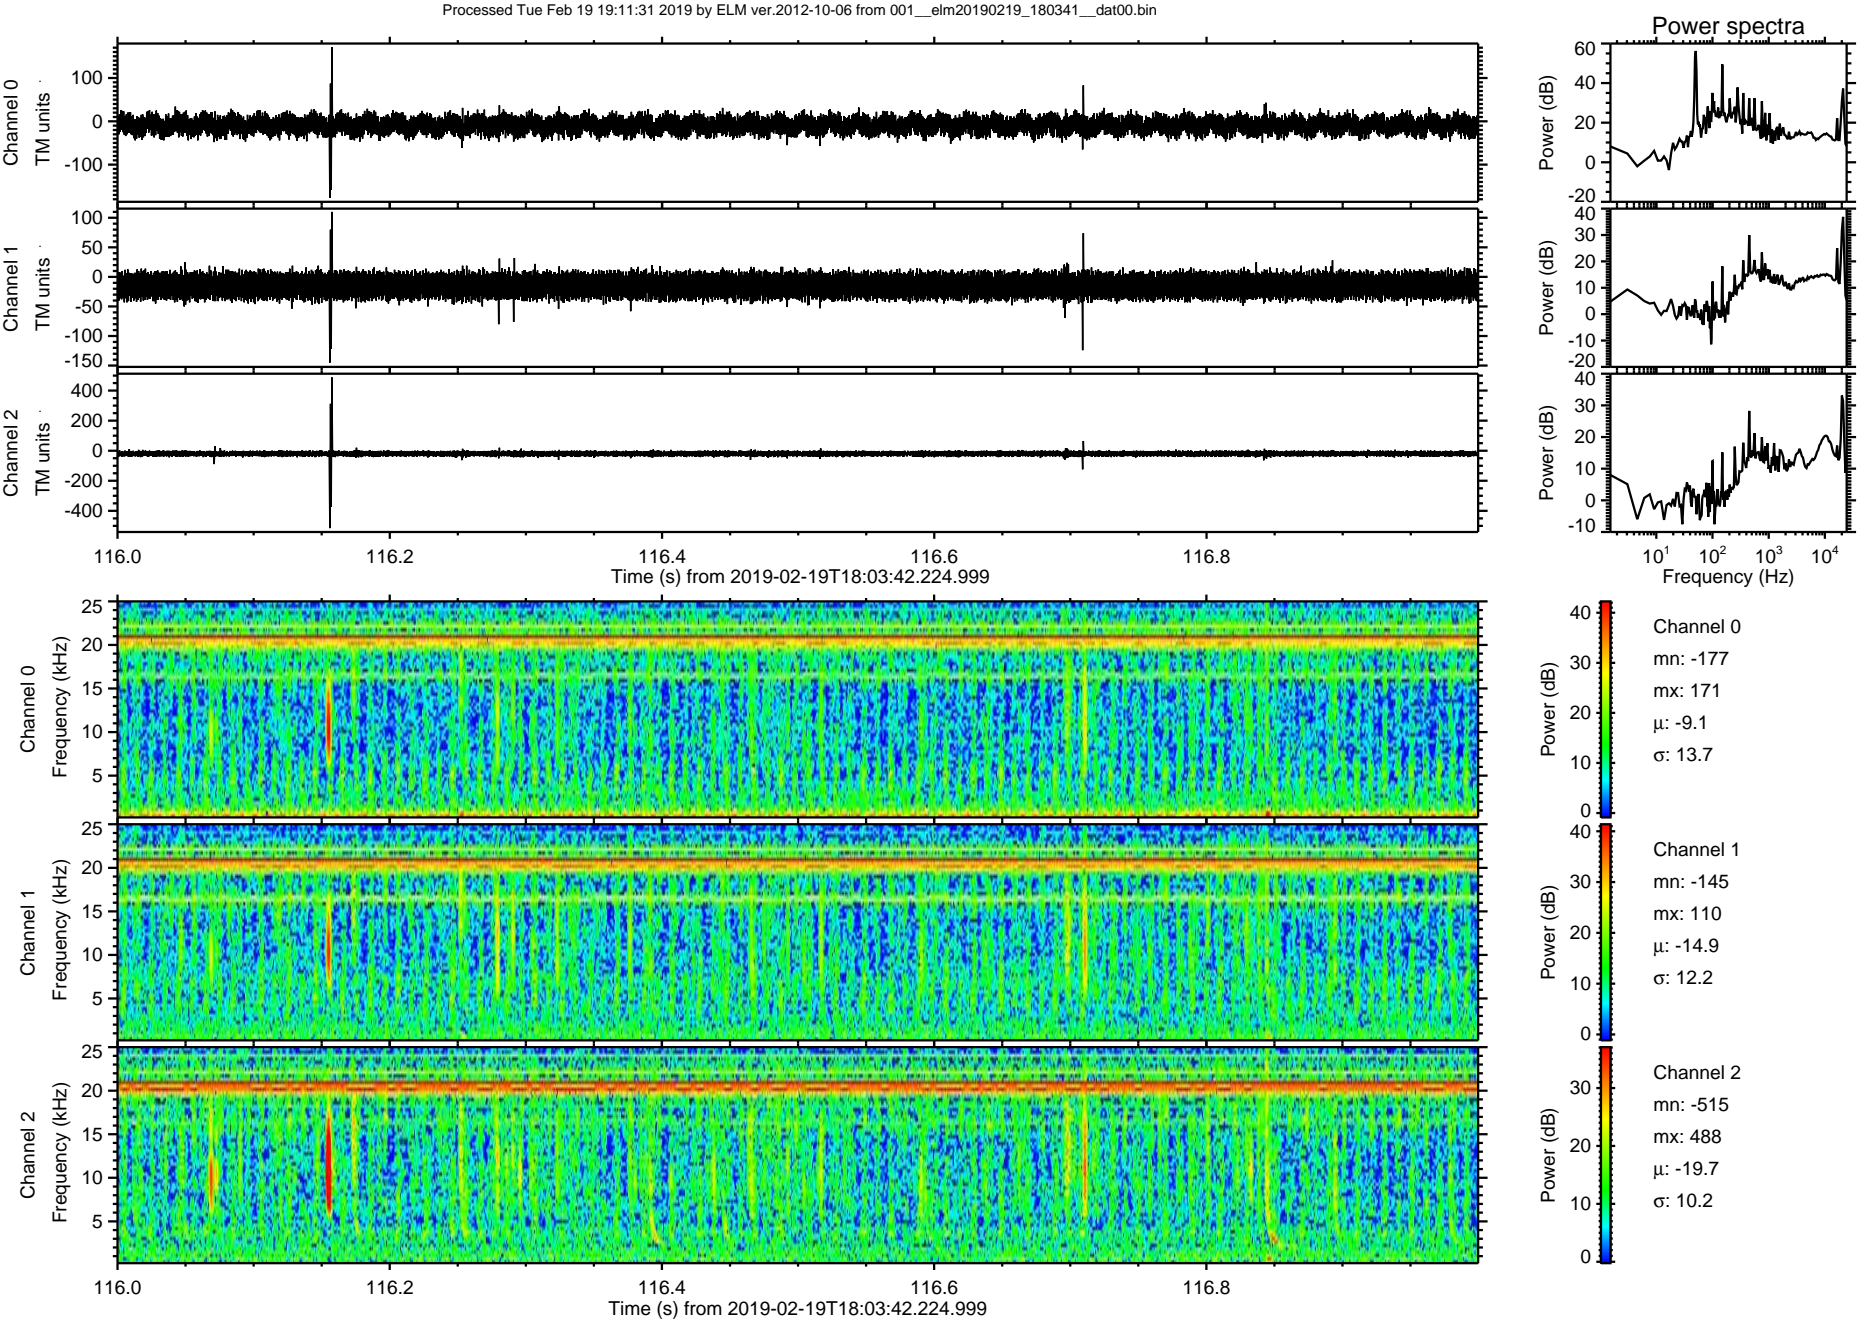 Processed Tue Feb 19 19:11:31 2019 by ELM ver.2012-10-06 from 001__elm20190219_180341__dat00.bin
Power spectra
Channel 0
TM units
100
0
-100
Power (dB)
60
40
20
0
-20
Channel 1
TM units
100
50
0
-50
-100
-150
Power (dB)
40
30
20
10
0
-10
-20
Channel 2
TM units
400
200
0
-200
-400
Power (dB)
40
30
20
10
0
-10
116.0 116.2 116.4 116.6 116.8
Time (s) from 2019-02-19T18:03:42.224.999
10¹ 10² 10³ 10⁴
Frequency (Hz)
Channel 0
Frequency (kHz)
25
20
15
10
5
Power (dB)
40
30
20
10
0
Channel 0
mn: -177
mx: 171
μ: -9.1
σ: 13.7
Channel 1
Frequency (kHz)
25
20
15
10
5
Power (dB)
40
30
20
10
0
Channel 1
mn: -145
mx: 110
μ: -14.9
σ: 12.2
Channel 2
Frequency (kHz)
25
20
15
10
5
Power (dB)
30
20
10
0
Channel 2
mn: -515
mx: 488
μ: -19.7
σ: 10.2
116.0 116.2 116.4 116.6 116.8
Time (s) from 2019-02-19T18:03:42.224.999